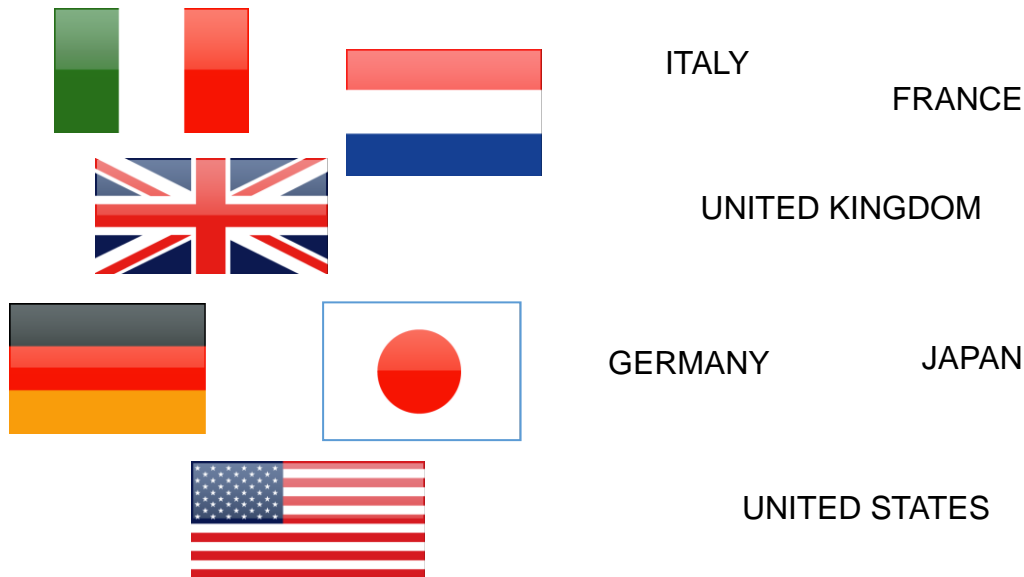 ITALY
FRANCE
UNITED KINGDOM
GERMANY
JAPAN
UNITED STATES